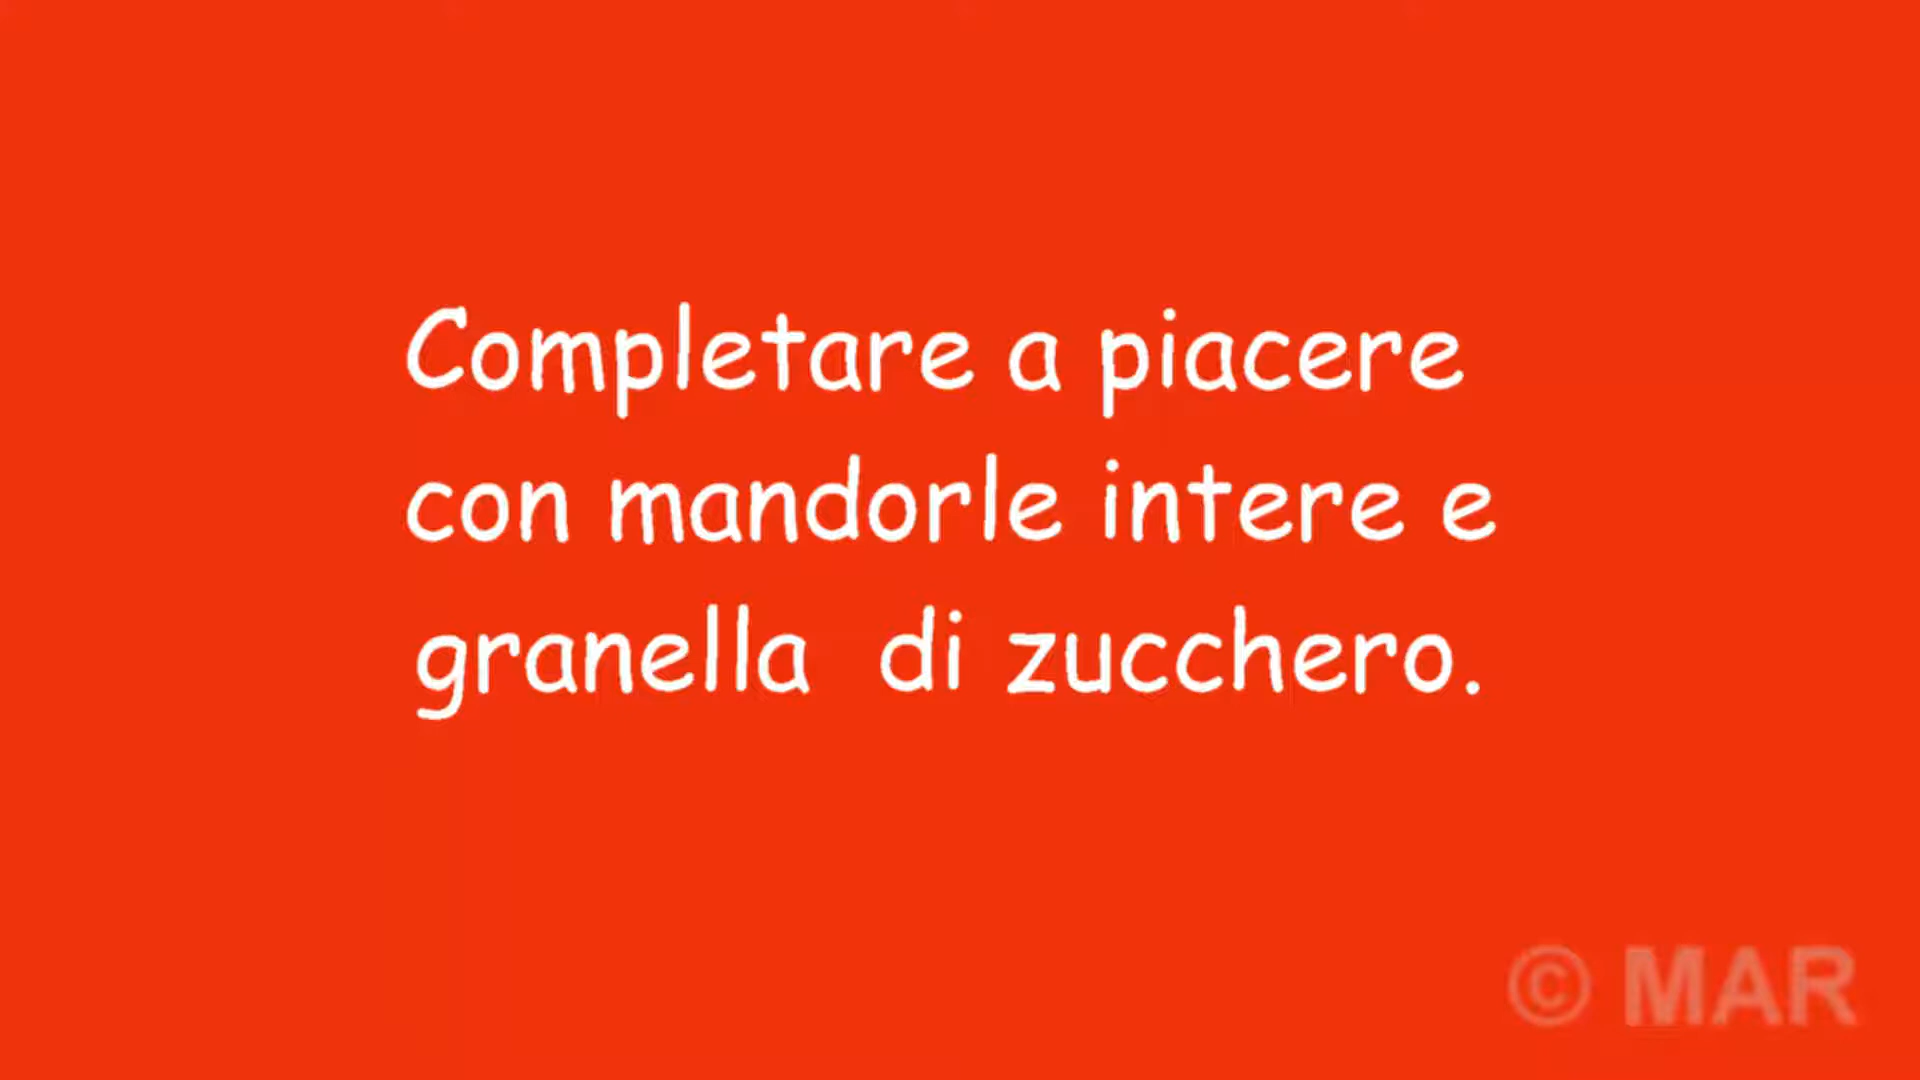 Completare a piacere
con mandorle intere e
granella  di zucchero.
© MAR